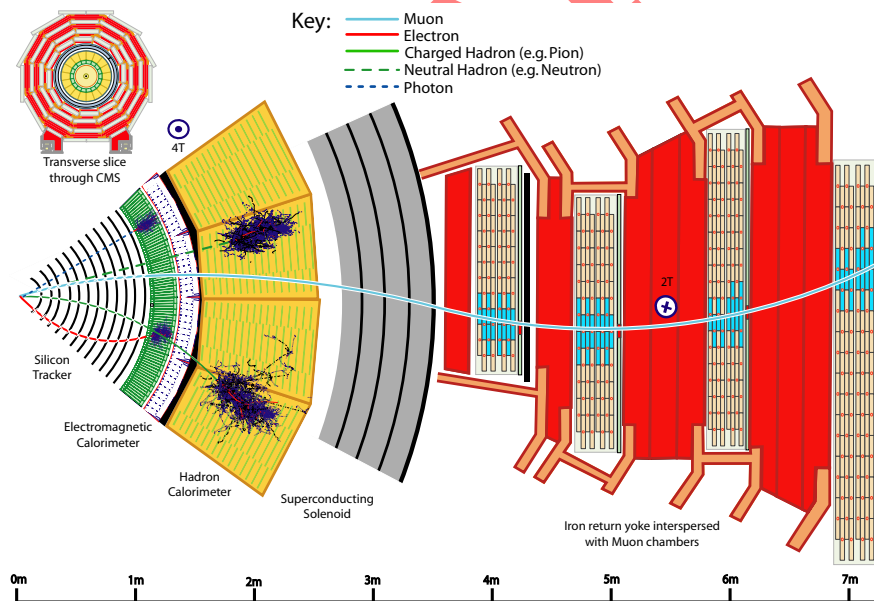 Key:
Muon
Electron
Charged Hadron (e.g. Pion)
Neutral Hadron (e.g. Neutron)
Photon
Transverse slice
through CMS
4T
2T
Silicon
Tracker
Electromagnetic
Calorimeter
Hadron
Calorimeter
Superconducting
Solenoid
Iron return yoke interspersed
with Muon chambers
0m
1m
2m
3m
4m
5m
6m
7m